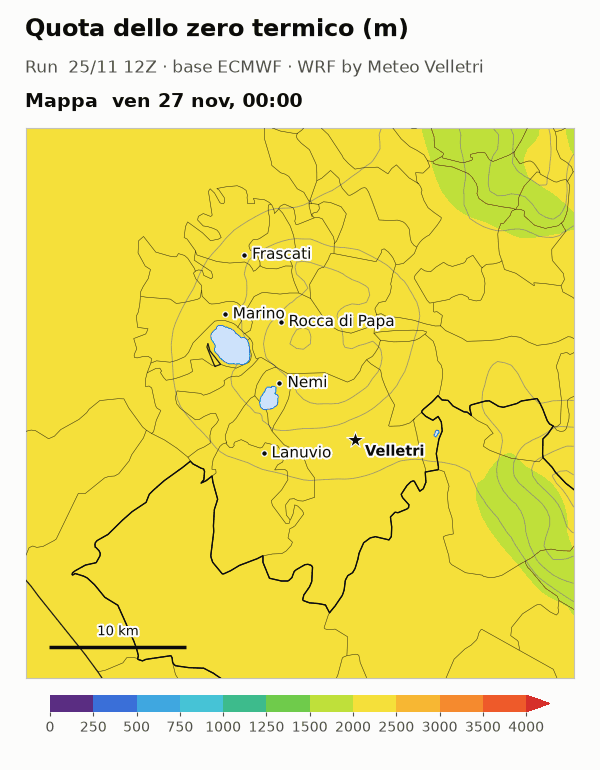 Quota dello zero termico (m)
Run  25/11 12Z · base ECMWF · WRF by Meteo Velletri
Mappa  ven 27 nov, 00:00
Frascati
Marino
Rocca di Papa
Nemi
Velletri
Lanuvio
10 km
0 250 500 750 1000 1250 1500 2000 2500 3000 3500 4000